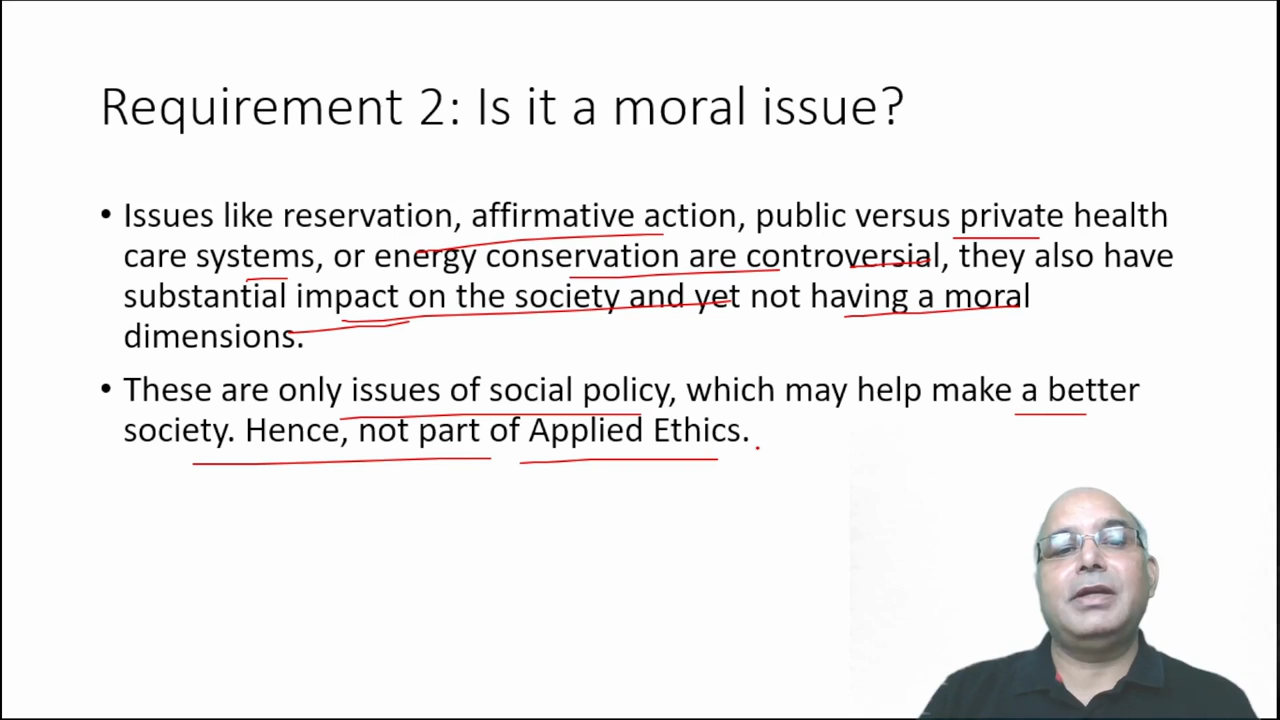 Requirement 2: Is it a moral issue?
• Issues like reservation, affirmative action, public versus private health
care systems, or energy conservation are controversial, they also have
substantial impact on the society and yet not having a moral
dimensions.
• These are only issues of social policy, which may help make a better
society. Hence, not part of Applied Ethics.